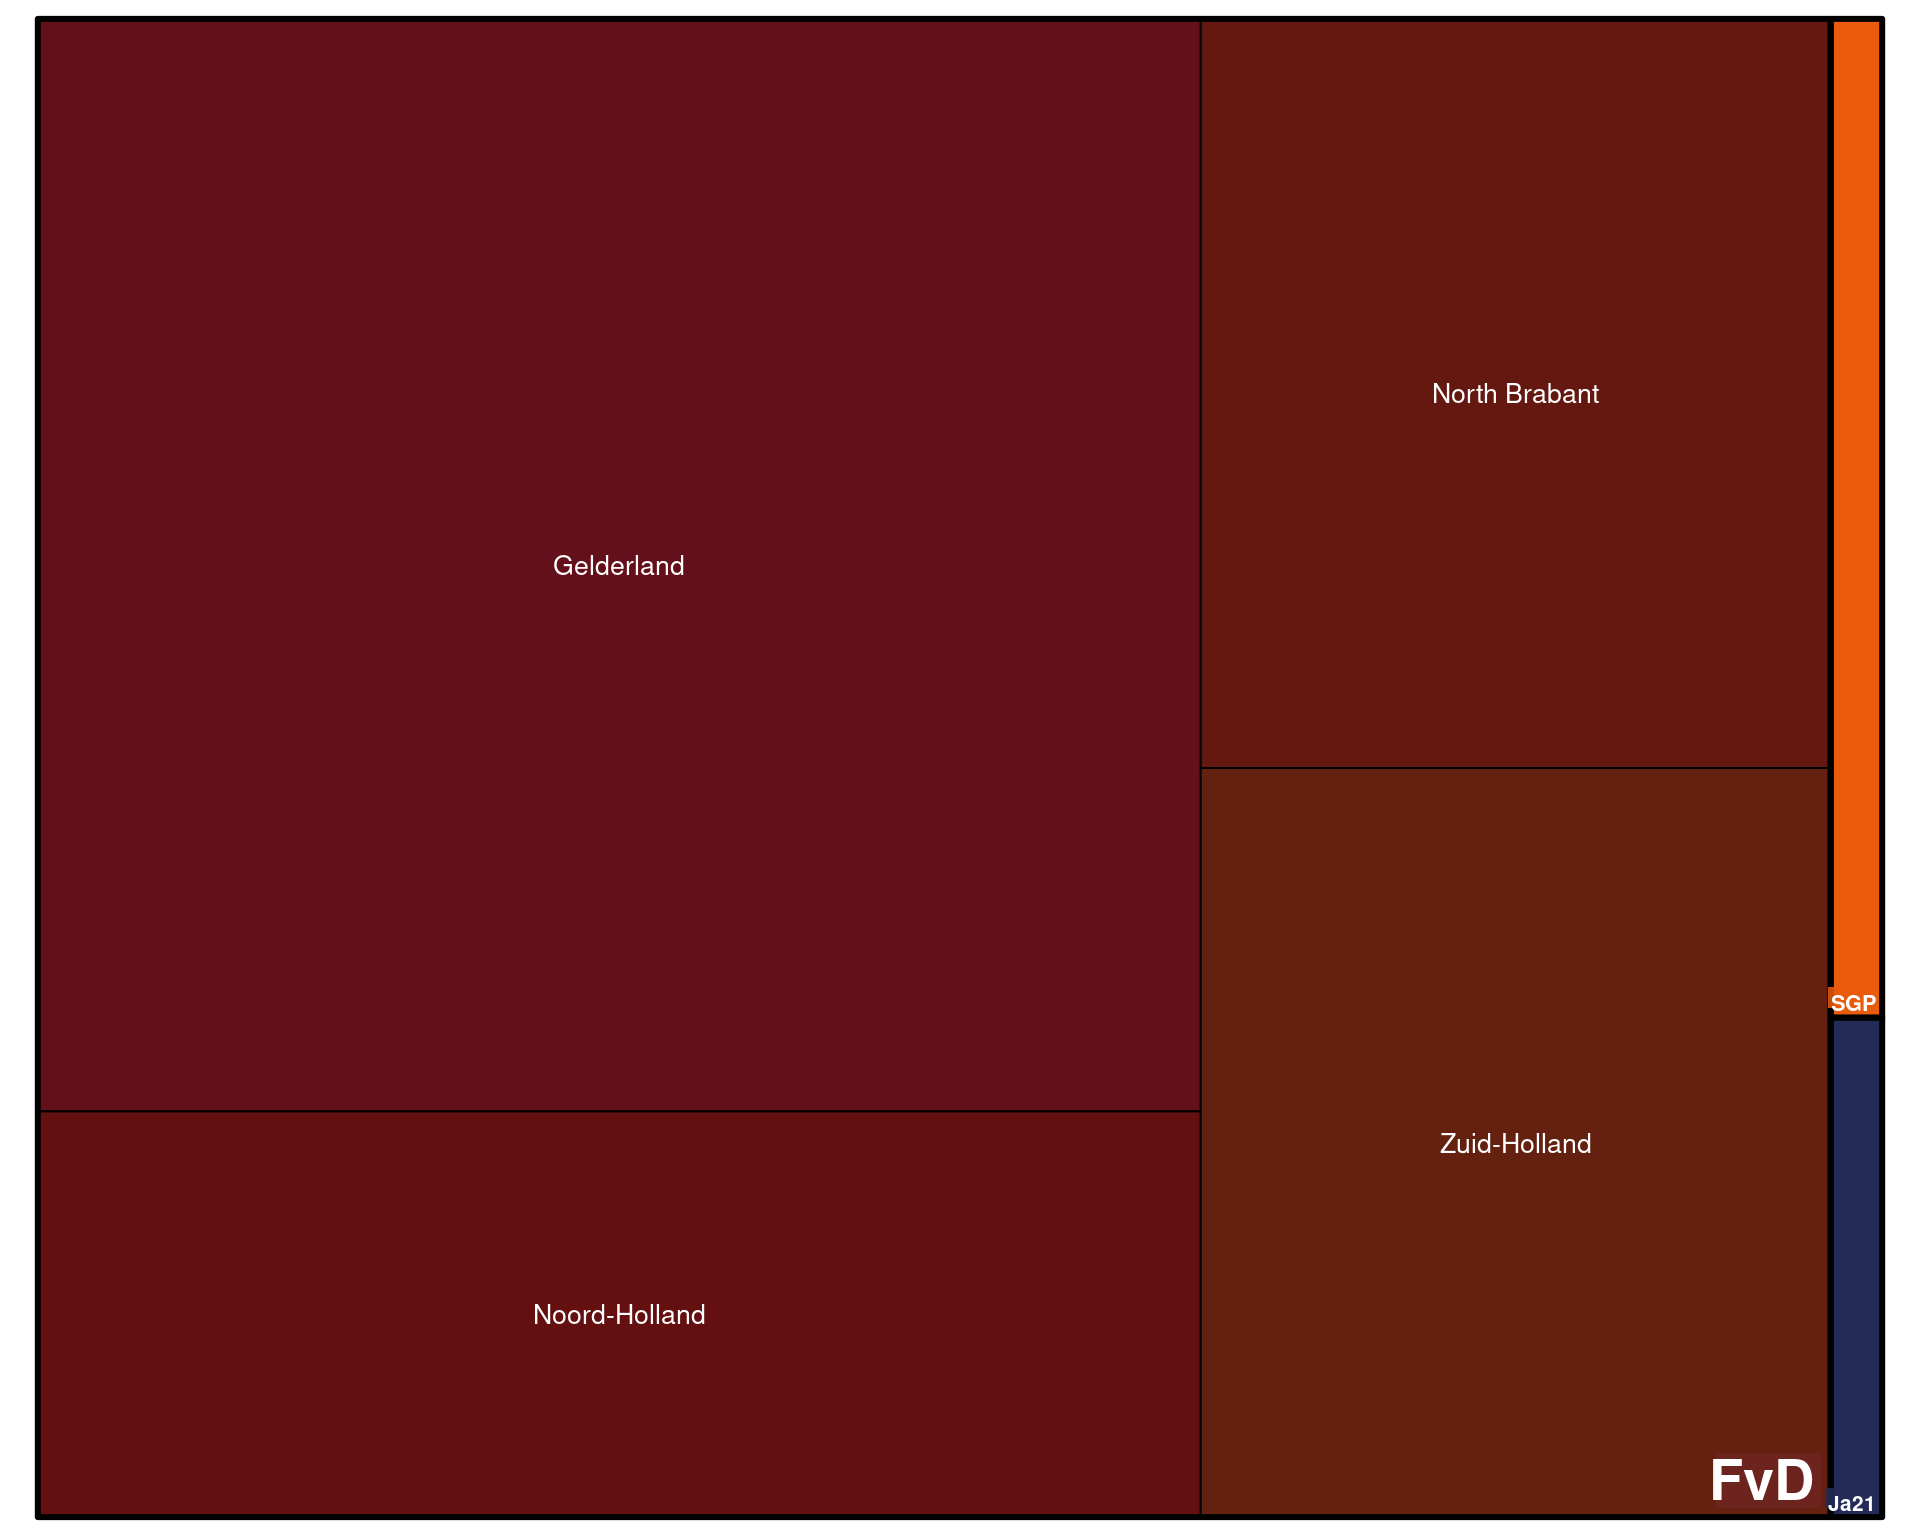 North Brabant
Gelderland
SGP
Zuid-Holland
Noord-Holland
FvD
Ja21